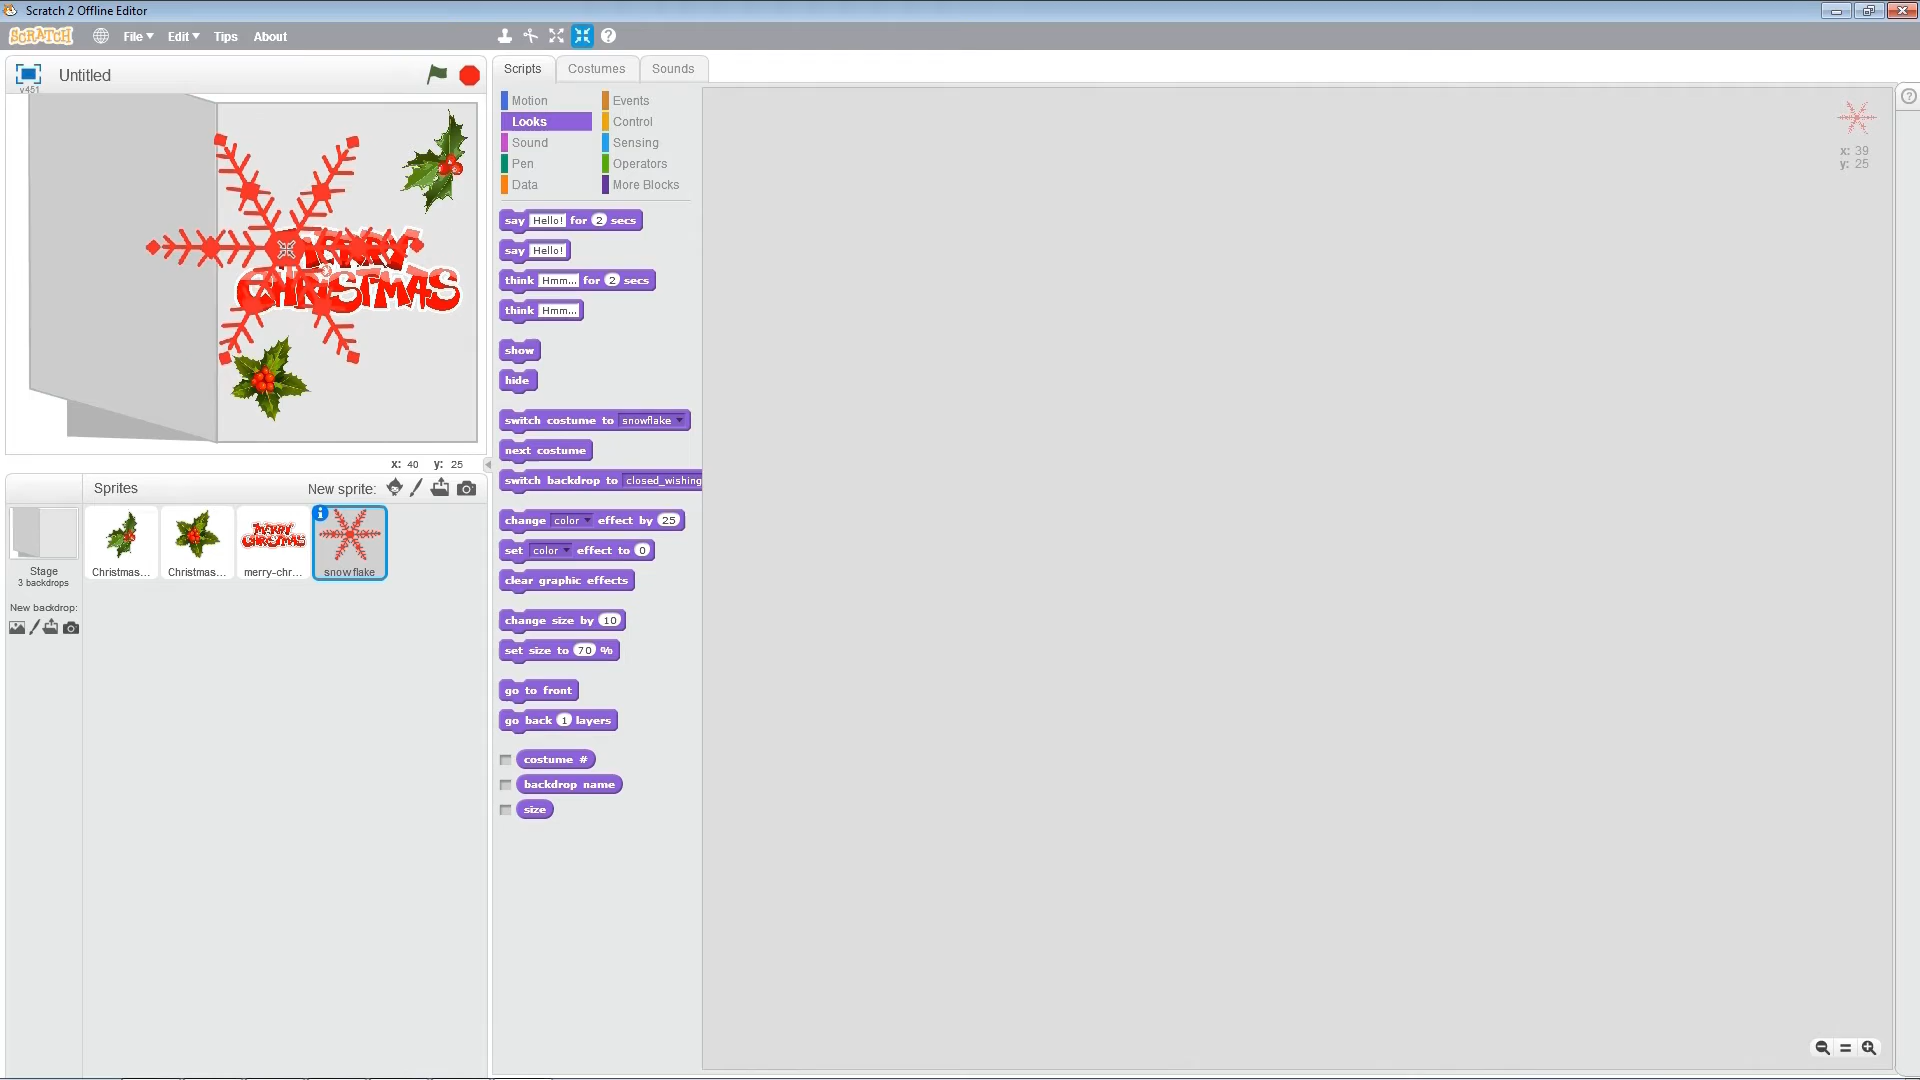 Scratch 2 Offline Editor
SCRATCH File Edit Tips About
Untitled
v451
Scripts Costumes Sounds
Motion Events
Looks Control
Sound Sensing
Pen Operators
Data More Blocks
x: 39
y: 25
MERRY
CHRISTMAS
say Hello! for 2 secs
say Hello!
think Hmm... for 2 secs
think Hmm...
show
hide
switch costume to snowflake
next costume
switch backdrop to closed_wishing
change color effect by 25
set color effect to 0
clear graphic effects
change size by 10
set size to 70 %
go to front
go back 1 layers
costume #
backdrop name
size
x: 40 y: 25
Sprites New sprite:
MERRY
CHRISTMAS
Christmas... Christmas... merry-chr... snowflake
Stage
3 backdrops
New backdrop: